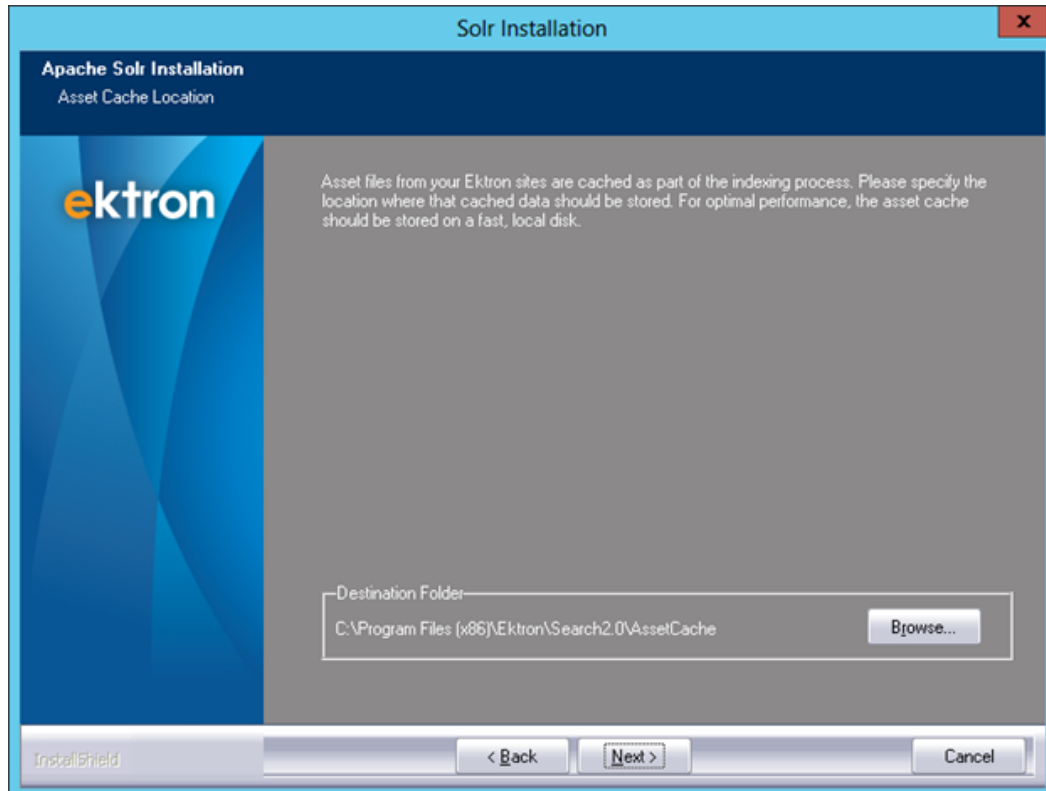 Solr Installation
x
Apache Solr Installation
Asset Cache Location
ektron
Asset files from your Ektron sites are cached as part of the indexing process. Please specify the
location where that cached data should be stored. For optimal performance, the asset cache
should be stored on a fast, local disk.
Destination Folder
C:\Program Files (x86)\Ektron\Search2.0\AssetCache
Browse...
InstallShield
< Back
Next >
Cancel